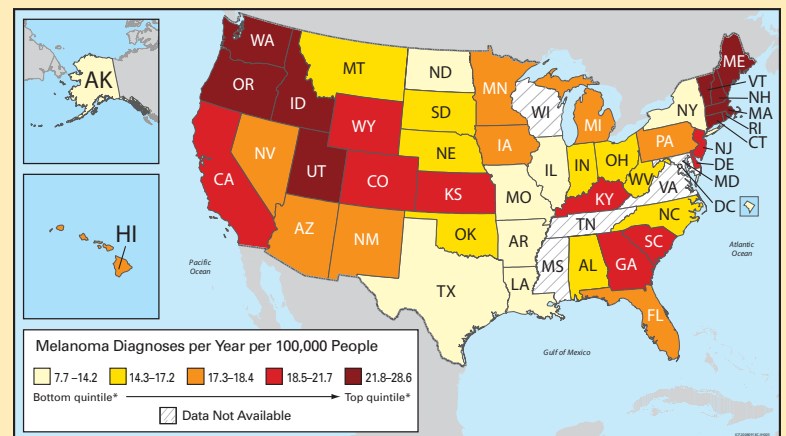 AK
HI
WA
OR
ID
MT
ND
MN
WI
MI
ME
VT
NH
MA
RI
CT
NY
SD
WY
IA
PA
NJ
DE
MD
DC
NE
NV
UT
CO
CA
KS
MO
IL
IN
OH
WV
VA
KY
NC
TN
SC
AZ
NM
OK
AR
MS
AL
GA
TX
LA
FL
Pacific
Ocean
Atlantic
Ocean
Gulf of Mexico
Melanoma Diagnoses per Year per 100,000 People
7.7–14.2 14.3–17.2 17.3–18.4 18.5–21.7 21.8–28.6
Bottom quintile* Top quintile*
Data Not Available